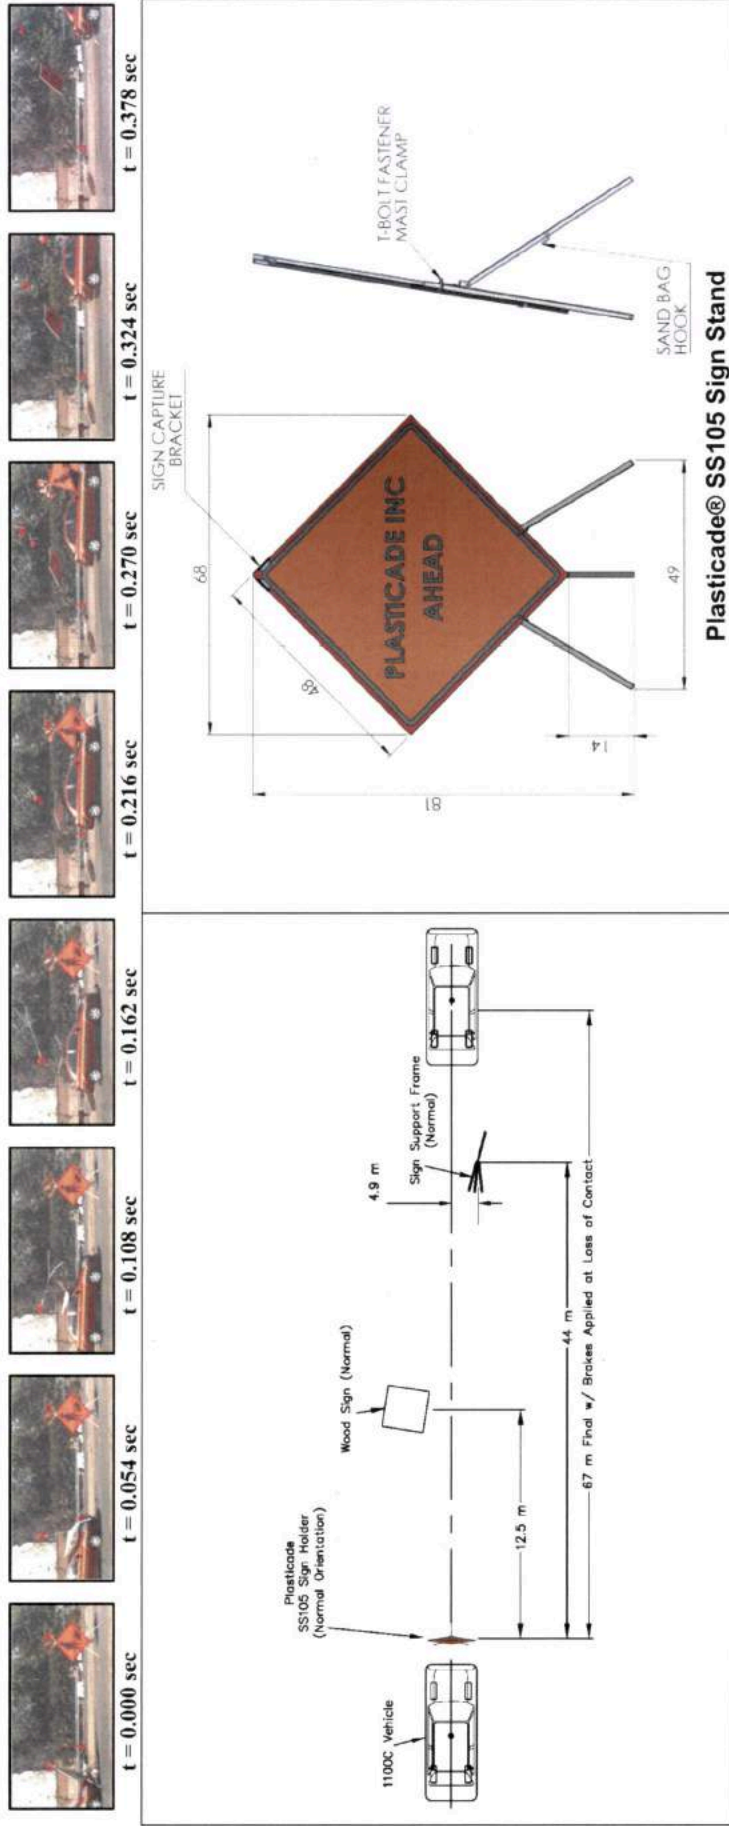 t = 0.000 sec
t = 0.054 sec
t = 0.108 sec
t = 0.162 sec
t = 0.216 sec
t = 0.270 sec
t = 0.324 sec
t = 0.378 sec
Plasticade
SS105 Sign Holder
(Normal Orientation)
1100C Vehicle
Wood Sign (Normal)
12.5 m
4.9 m
Sign Support Frame
(Normal)
44 m
67 m Final w/ Brakes Applied at Loss of Contact
SIGN CAPTURE
BRACKET
68
48
81
14
49
PLASTICADE INC
AHEAD
T-BOLT FASTENER
MAST CLAMP
SAND BAG
HOOK
Plasticade® SS105 Sign Stand